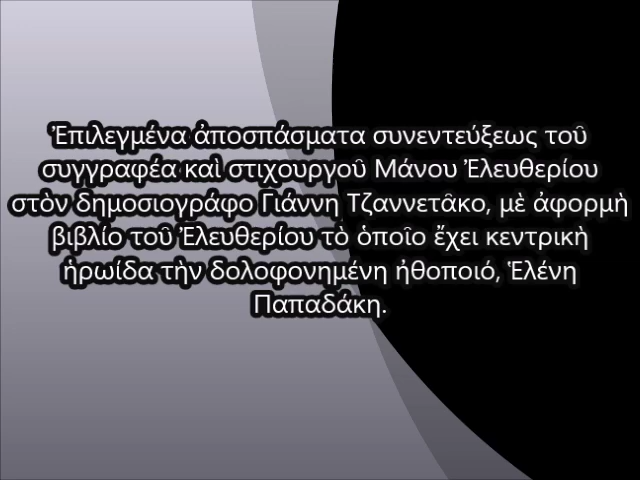 Ἐπιλεγμένα ἀποσπάσματα συνεντεύξεως τοῦ
συγγραφέα καὶ στιχουργοῦ Μάνου Ἐλευθερίου
στὸν δημοσιογράφο Γιάννη Τζαννετᾶκο, μὲ ἀφορμὴ
βιβλίο τοῦ Ἐλευθερίου τὸ ὁποῖο ἔχει κεντρικὴ
ἡρωίδα τὴν δολοφονημένη ἠθοποιό, Ἑλένη
Παπαδάκη.